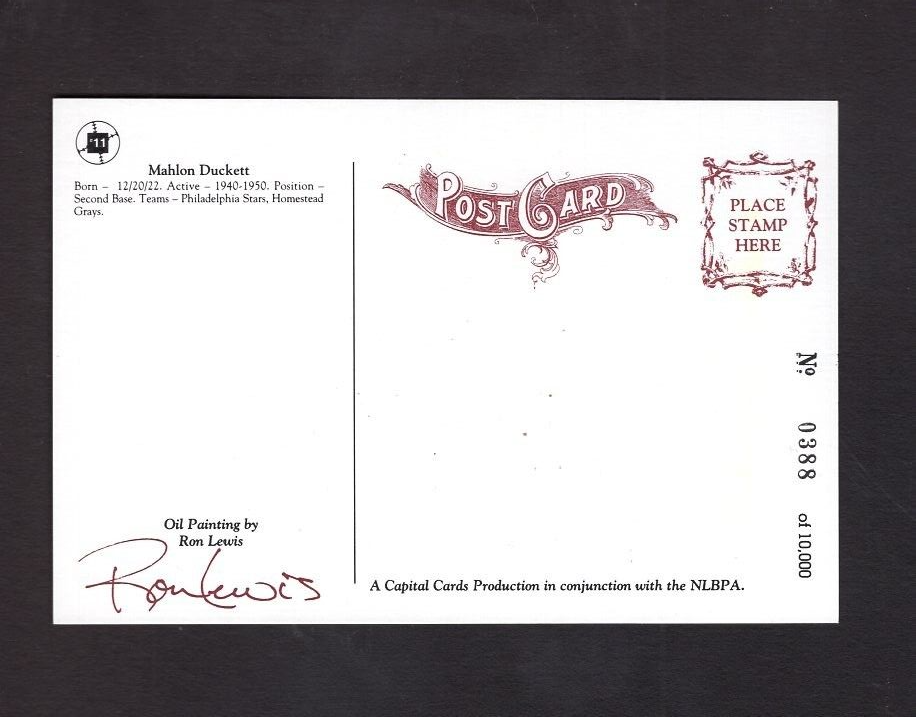 '11
Mahlon Duckett
Born – 12/20/22. Active – 1940-1950. Position –
Second Base. Teams – Philadelphia Stars, Homestead
Grays.
Oil Painting by
Ron Lewis
Ron Lewis
POST CARD
PLACE
STAMP
HERE
Nº 0388 of 10,000
A Capital Cards Production in conjunction with the NLBPA.